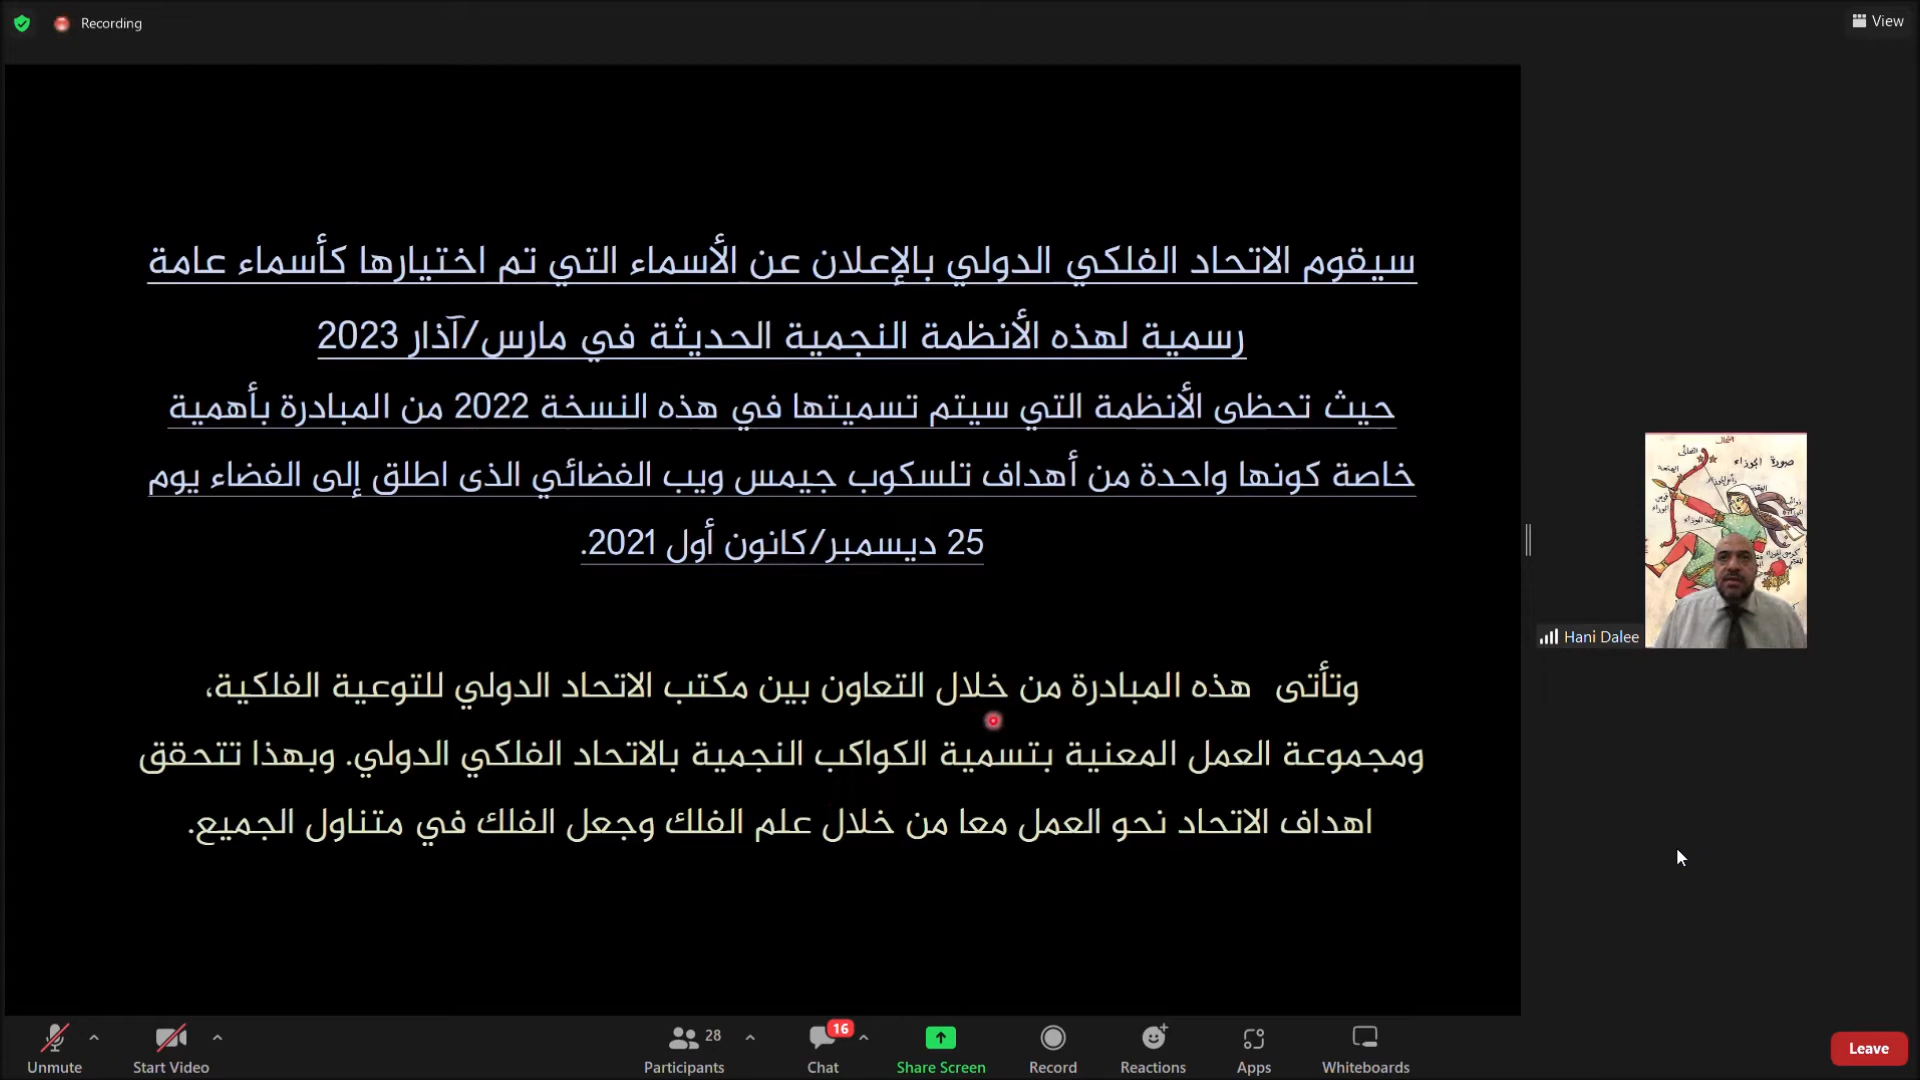 Recording
View
سيقوم الاتحاد الفلكي الدولي بالإعلان عن الأسماء التي تم اختيارها كأسماء عامة
رسمية لهذه الأنظمة النجمية الحديثة في مارس/آذار 2023
حيث تحظى الأنظمة التي سيتم تسميتها في هذه النسخة 2022 من المبادرة بأهمية
خاصة كونها واحدة من أهداف تلسكوب جيمس ويب الفضائي الذى اطلق إلى الفضاء يوم
25 ديسمبر/كانون أول 2021.
وتأتى هذه المبادرة من خلال التعاون بين مكتب الاتحاد الدولي للتوعية الفلكية،
ومجموعة العمل المعنية بتسمية الكواكب النجمية بالاتحاد الفلكي الدولي. وبهذا تتحقق
اهداف الاتحاد نحو العمل معا من خلال علم الفلك وجعل الفلك في متناول الجميع.
صورة الجوزاء
Hani Dalee
Unmute
Start Video
28
Participants
16
Chat
Share Screen
Record
Reactions
Apps
Whiteboards
Leave